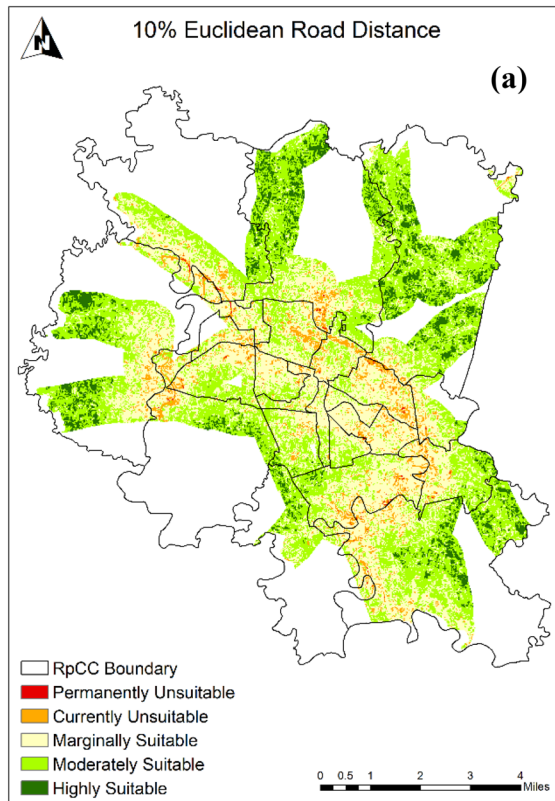 10% Euclidean Road Distance
N
(a)
RpCC Boundary
Permanently Unsuitable
Currently Unsuitable
Marginally Suitable
Moderately Suitable
Highly Suitable
0 0.5 1 2 3 4
Miles